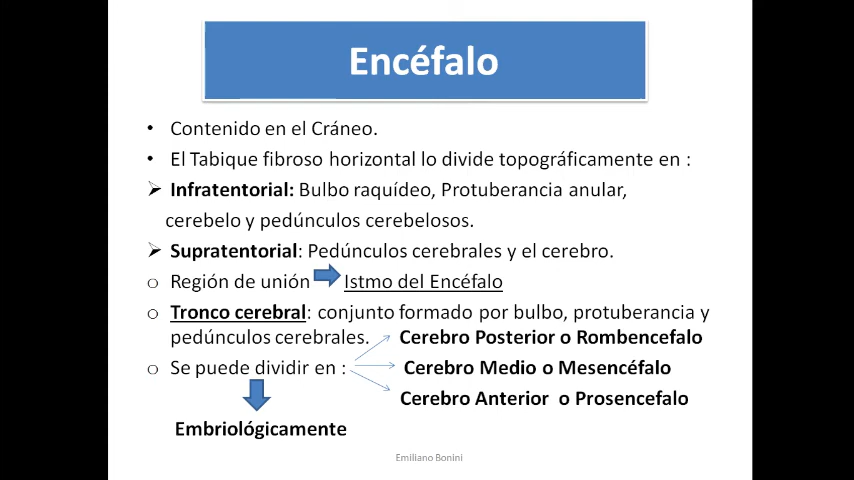 Encéfalo
• Contenido en el Cráneo.
• El Tabique fibroso horizontal lo divide topográficamente en :
➢ Infratentorial: Bulbo raquídeo, Protuberancia anular,
cerebelo y pedúnculos cerebelosos.
➢ Supratentorial: Pedúnculos cerebrales y el cerebro.
o Región de unión Istmo del Encéfalo
o Tronco cerebral: conjunto formado por bulbo, protuberancia y
pedúnculos cerebrales.
Cerebro Posterior o Rombencefalo
o Se puede dividir en :
Cerebro Medio o Mesencéfalo
Cerebro Anterior o Prosencefalo
Embriológicamente
Emiliano Bonini